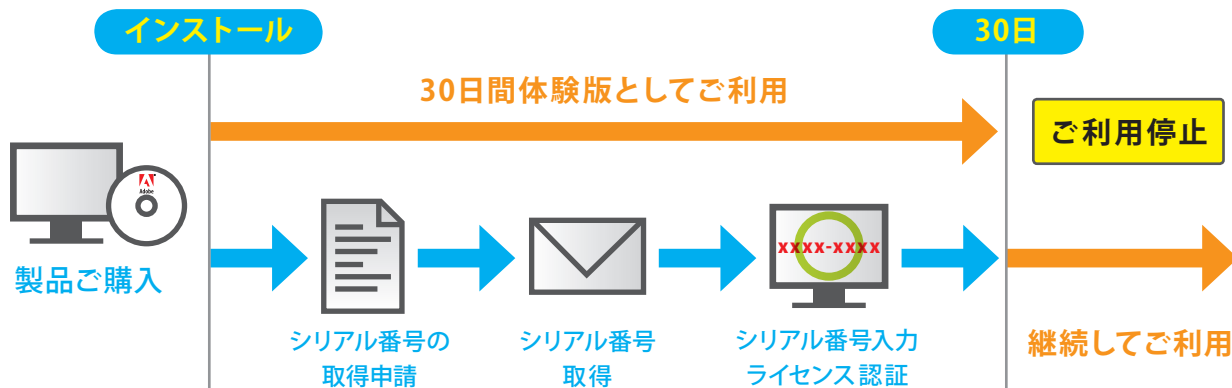 インストール
30日
30日間体験版としてご利用
ご利用停止
Adobe
製品ご購入
xxxx-xxxx
シリアル番号の
取得申請
シリアル番号
取得
シリアル番号入力
ライセンス認証
継続してご利用